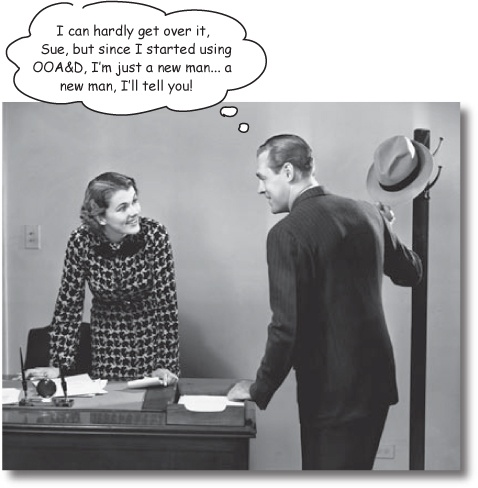 I can hardly get over it,
Sue, but since I started using
OOA&D, I'm just a new man... a
new man, I'll tell you!